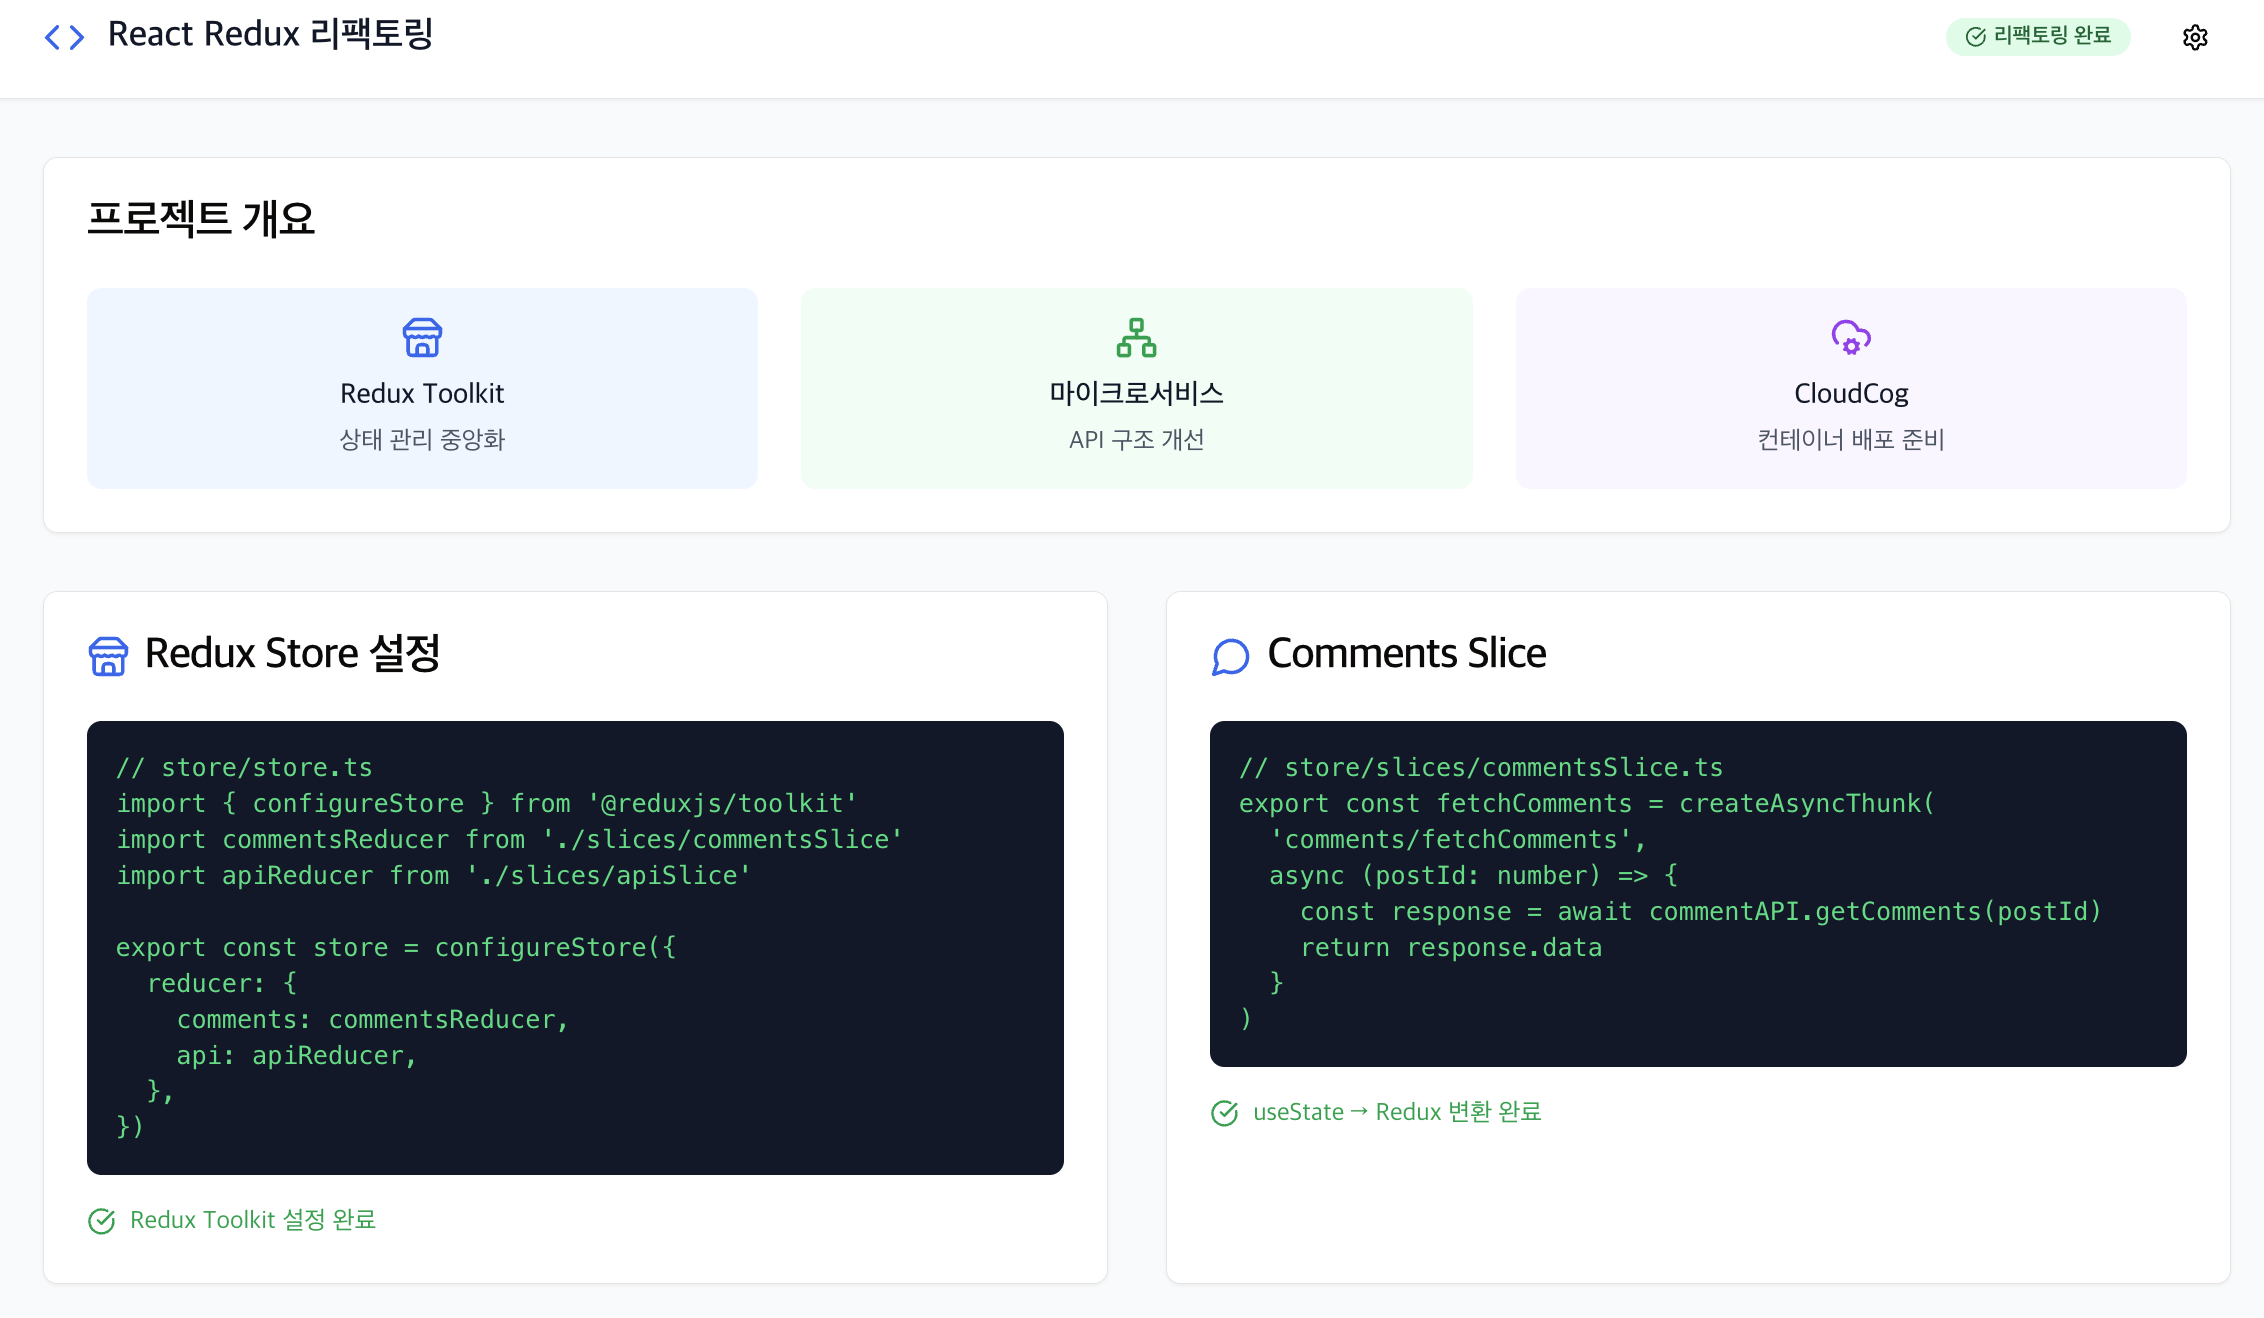 React Redux 리팩토링
리팩토링 완료
프로젝트 개요
Redux Toolkit
상태 관리 중앙화
마이크로서비스
API 구조 개선
CloudCog
컨테이너 배포 준비
Redux Store 설정
// store/store.ts
import { configureStore } from '@reduxjs/toolkit'
import commentsReducer from './slices/commentsSlice'
import apiReducer from './slices/apiSlice'

export const store = configureStore({
  reducer: {
    comments: commentsReducer,
    api: apiReducer,
  },
})
Redux Toolkit 설정 완료
Comments Slice
// store/slices/commentsSlice.ts
export const fetchComments = createAsyncThunk(
  'comments/fetchComments',
  async (postId: number) => {
    const response = await commentAPI.getComments(postId)
    return response.data
  }
)
useState → Redux 변환 완료